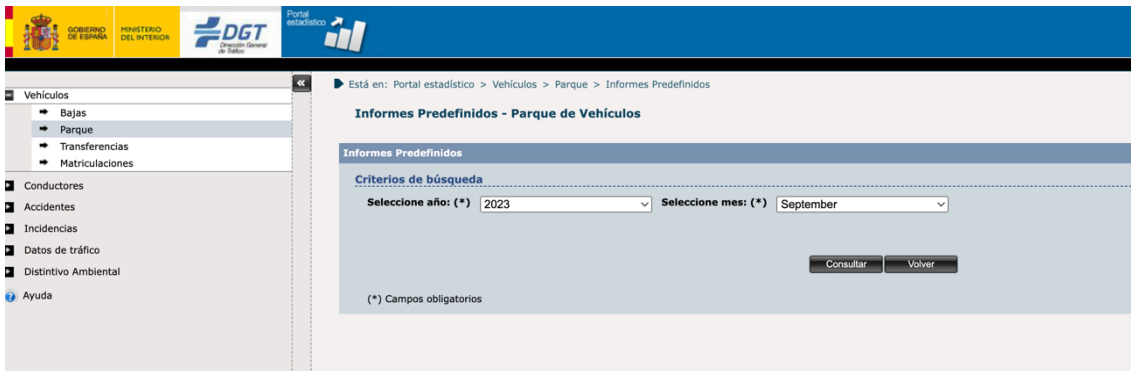 GOBIERNO
DE ESPAÑA
MINISTERIO
DEL INTERIOR
DGT
Dirección General
de Tráfico
Portal
estadístico
Está en: Portal estadístico > Vehículos > Parque > Informes Predefinidos
Vehículos
Bajas
Parque
Transferencias
Matriculaciones
Conductores
Accidentes
Incidencias
Datos de tráfico
Distintivo Ambiental
Ayuda
Informes Predefinidos - Parque de Vehículos
Informes Predefinidos
Criterios de búsqueda
Seleccione año: (*) 2023 Seleccione mes: (*) September
Consultar Volver
(*) Campos obligatorios